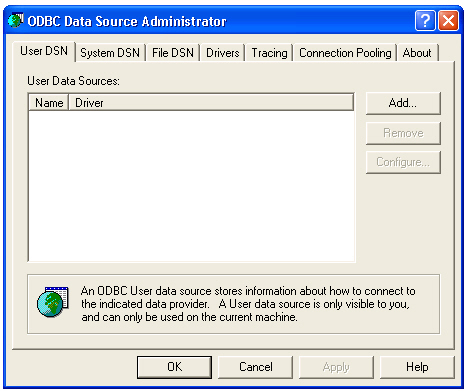 ODBC Data Source Administrator
User DSN System DSN File DSN Drivers Tracing Connection Pooling About
User Data Sources:
Name Driver
Add...
Remove
Configure...
An ODBC User data source stores information about how to connect to
the indicated data provider. A User data source is only visible to you,
and can only be used on the current machine.
OK Cancel Apply Help